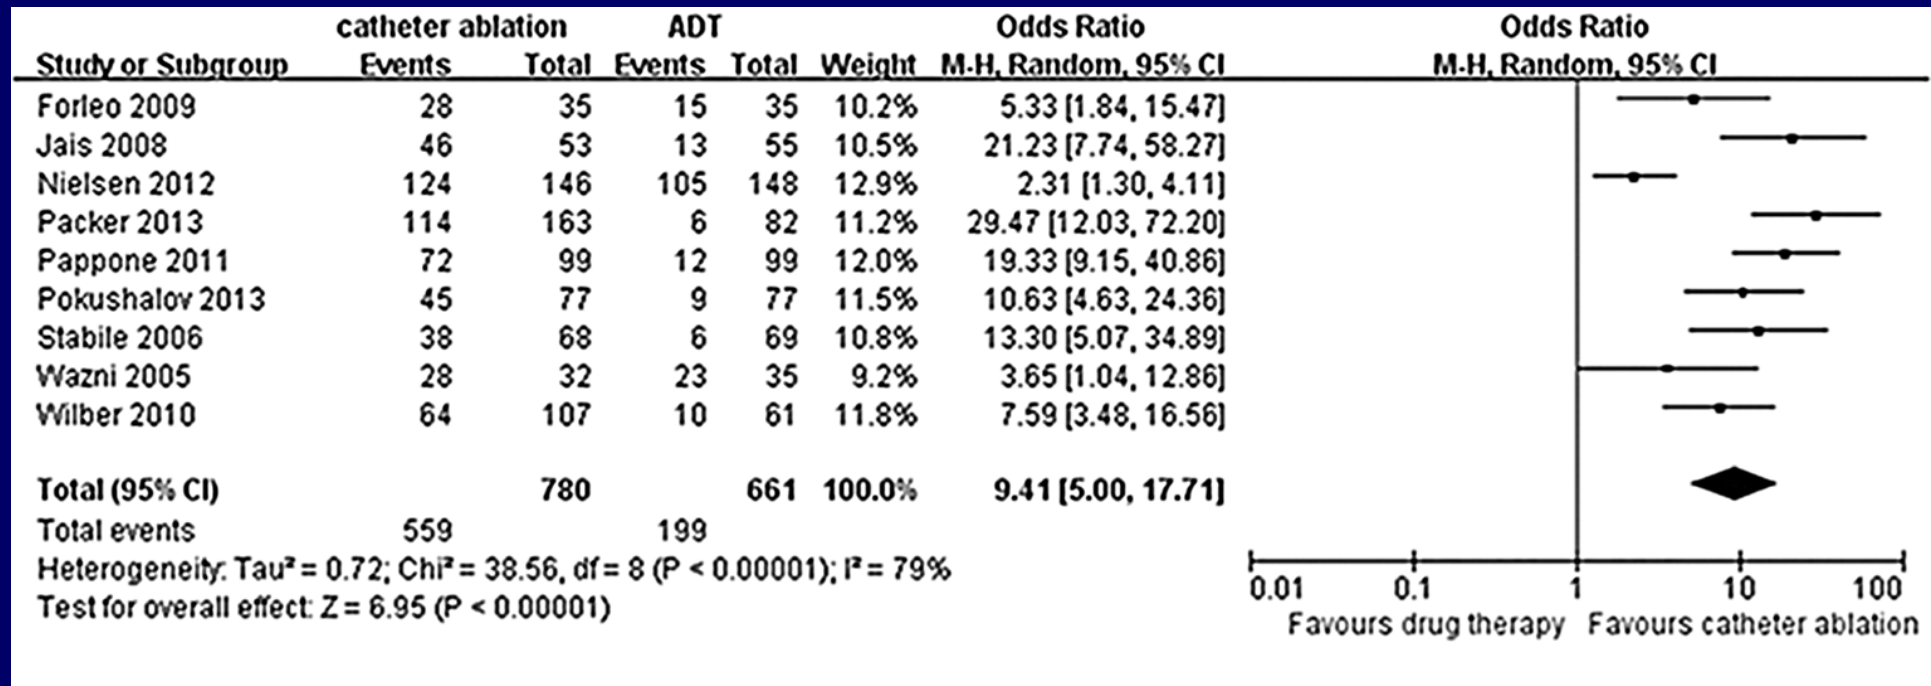 catheter ablation ADT Odds Ratio Odds Ratio
Study or Subgroup Events Total Events Total Weight M-H, Random, 95% CI M-H, Random, 95% CI
Forleo 2009 28 35 15 35 10.2% 5.33 [1.84, 15.47]
Jais 2008 46 53 13 55 10.5% 21.23 [7.74, 58.27]
Nielsen 2012 124 146 105 148 12.9% 2.31 [1.30, 4.11]
Packer 2013 114 163 6 82 11.2% 29.47 [12.03, 72.20]
Pappone 2011 72 99 12 99 12.0% 19.33 [9.15, 40.86]
Pokushalov 2013 45 77 9 77 11.5% 10.63 [4.63, 24.36]
Stabile 2006 38 68 6 69 10.8% 13.30 [5.07, 34.89]
Wazni 2005 28 32 23 35 9.2% 3.65 [1.04, 12.86]
Wilber 2010 64 107 10 61 11.8% 7.59 [3.48, 16.56]
Total (95% CI) 780 661 100.0% 9.41 [5.00, 17.71]
Total events 559 199
Heterogeneity: Tau² = 0.72; Chi² = 38.56, df = 8 (P < 0.00001); I² = 79%
Test for overall effect: Z = 6.95 (P < 0.00001)
0.01 0.1 1 10 100
Favours drug therapy Favours catheter ablation